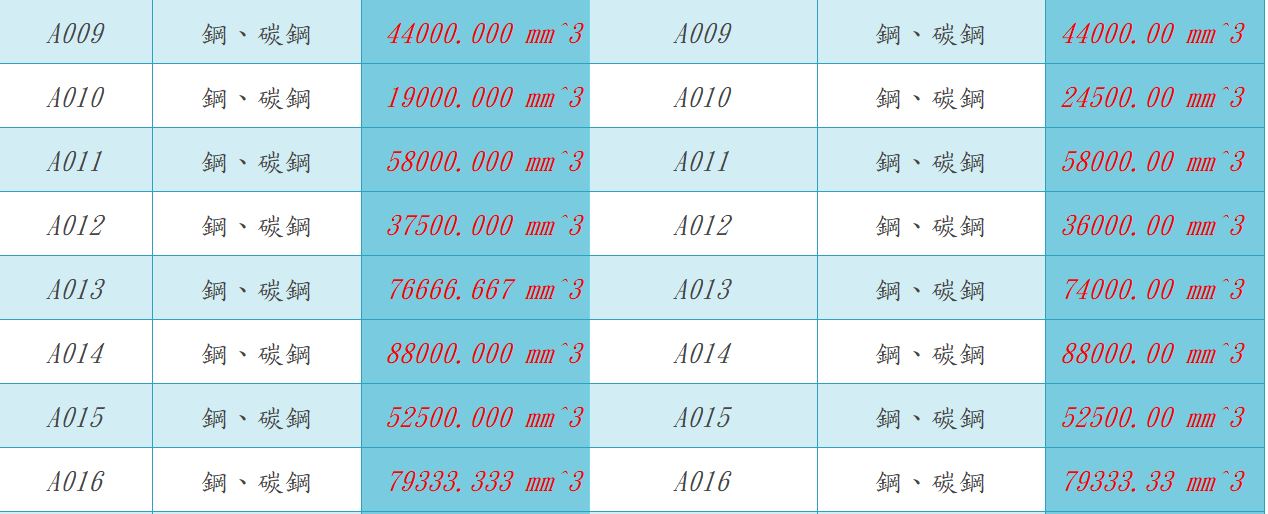 A009 鋼、碳鋼 44000.000 mm^3 A009 鋼、碳鋼 44000.00 mm^3
A010 鋼、碳鋼 19000.000 mm^3 A010 鋼、碳鋼 24500.00 mm^3
A011 鋼、碳鋼 58000.000 mm^3 A011 鋼、碳鋼 58000.00 mm^3
A012 鋼、碳鋼 37500.000 mm^3 A012 鋼、碳鋼 36000.00 mm^3
A013 鋼、碳鋼 76666.667 mm^3 A013 鋼、碳鋼 74000.00 mm^3
A014 鋼、碳鋼 88000.000 mm^3 A014 鋼、碳鋼 88000.00 mm^3
A015 鋼、碳鋼 52500.000 mm^3 A015 鋼、碳鋼 52500.00 mm^3
A016 鋼、碳鋼 79333.333 mm^3 A016 鋼、碳鋼 79333.33 mm^3